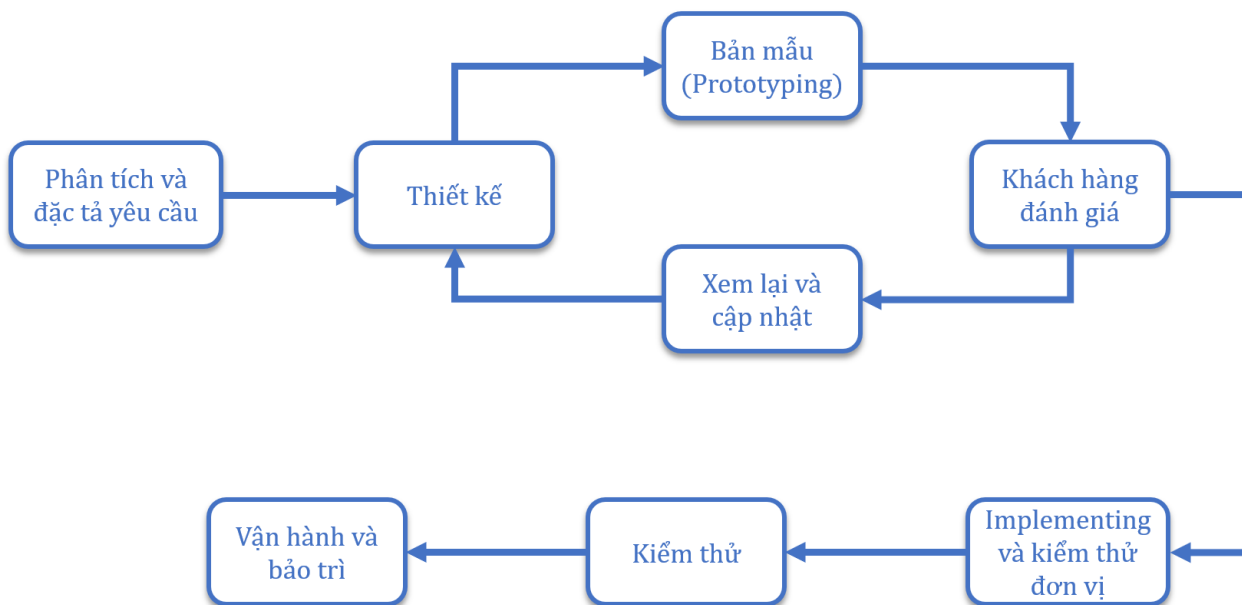 Bản mẫu
(Prototyping)
Phân tích và
đặc tả yêu cầu
Thiết kế
Khách hàng
đánh giá
Xem lại và
cập nhật
Vận hành và
bảo trì
Kiểm thử
Implementing
và kiểm thử
đơn vị